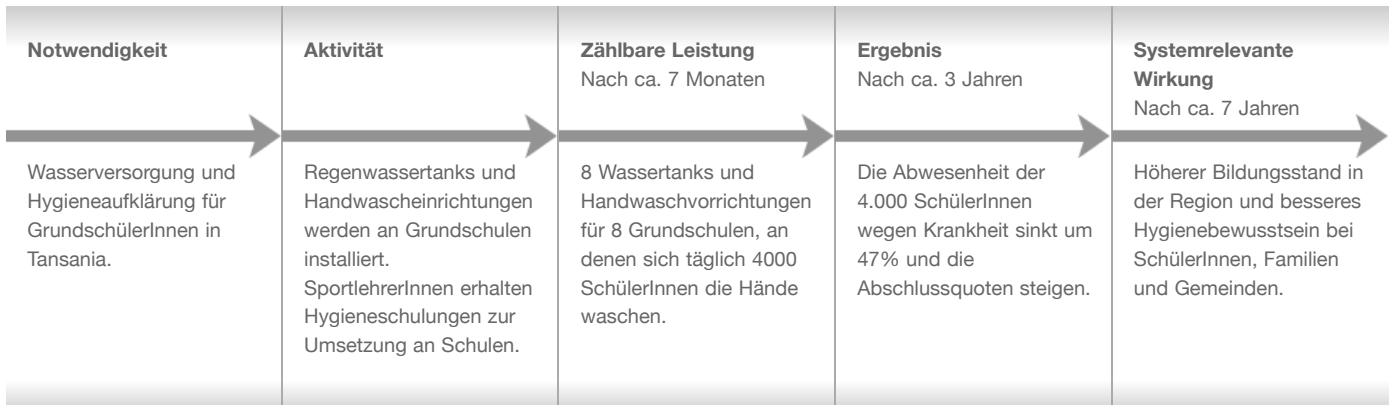 Notwendigkeit
Wasserversorgung und
Hygieneaufklärung für
GrundschülerInnen in
Tansania.
Aktivität
Regenwassertanks und
Handwascheinrichtungen
werden an Grundschulen
installiert.
SportlehrerInnen erhalten
Hygieneschulungen zur
Umsetzung an Schulen.
Zählbare Leistung
Nach ca. 7 Monaten
8 Wassertanks und
Handwaschvorrichtungen
für 8 Grundschulen, an
denen sich täglich 4000
SchülerInnen die Hände
waschen.
Ergebnis
Nach ca. 3 Jahren
Die Abwesenheit der
4.000 SchülerInnen
wegen Krankheit sinkt um
47% und die
Abschlussquoten steigen.
Systemrelevante
Wirkung
Nach ca. 7 Jahren
Höherer Bildungsstand in
der Region und besseres
Hygienebewusstsein bei
SchülerInnen, Familien
und Gemeinden.